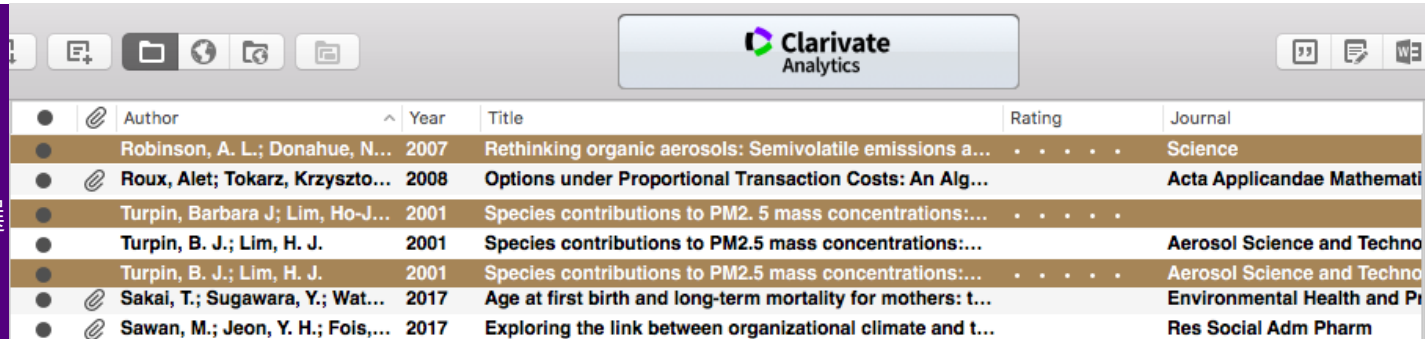 Clarivate
Analytics
Author Year Title Rating Journal
Robinson, A. L.; Donahue, N... 2007 Rethinking organic aerosols: Semivolatile emissions a... Science
Roux, Alet; Tokarz, Krzyszto... 2008 Options under Proportional Transaction Costs: An Alg... Acta Applicandae Mathemati
Turpin, Barbara J; Lim, Ho-J... 2001 Species contributions to PM2. 5 mass concentrations:...
Turpin, B. J.; Lim, H. J. 2001 Species contributions to PM2.5 mass concentrations:... Aerosol Science and Techno
Turpin, B. J.; Lim, H. J. 2001 Species contributions to PM2.5 mass concentrations:... Aerosol Science and Techno
Sakai, T.; Sugawara, Y.; Wat... 2017 Age at first birth and long-term mortality for mothers: t... Environmental Health and Pr
Sawan, M.; Jeon, Y. H.; Fois,... 2017 Exploring the link between organizational climate and t... Res Social Adm Pharm